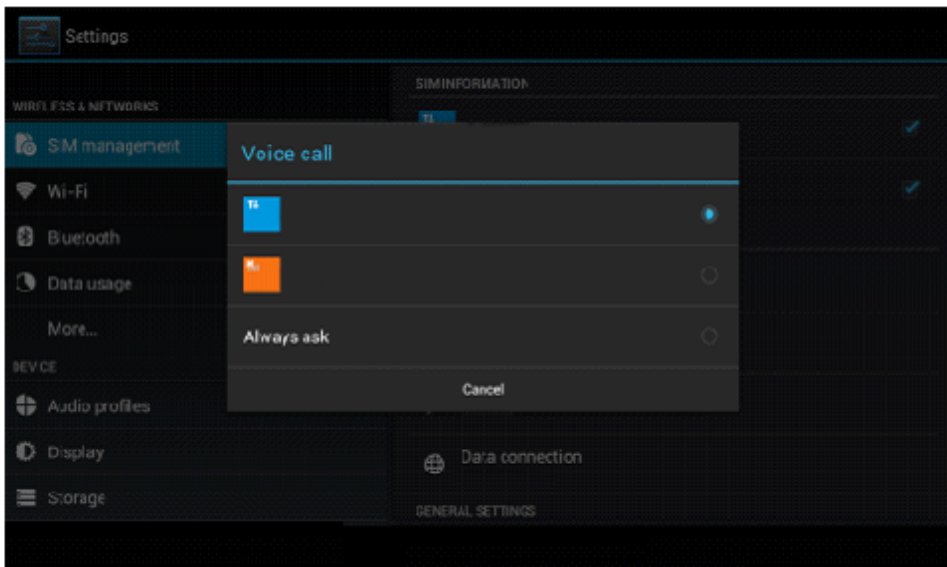 Settings
WIRELESS & NETWORKS
SIM management
Wi-Fi
Bluetooth
Data usage
More...
DEVICE
Audio profiles
Display
Storage
SIM INFORMATION
Voice call
Always ask
Cancel
Data connection
GENERAL SETTINGS